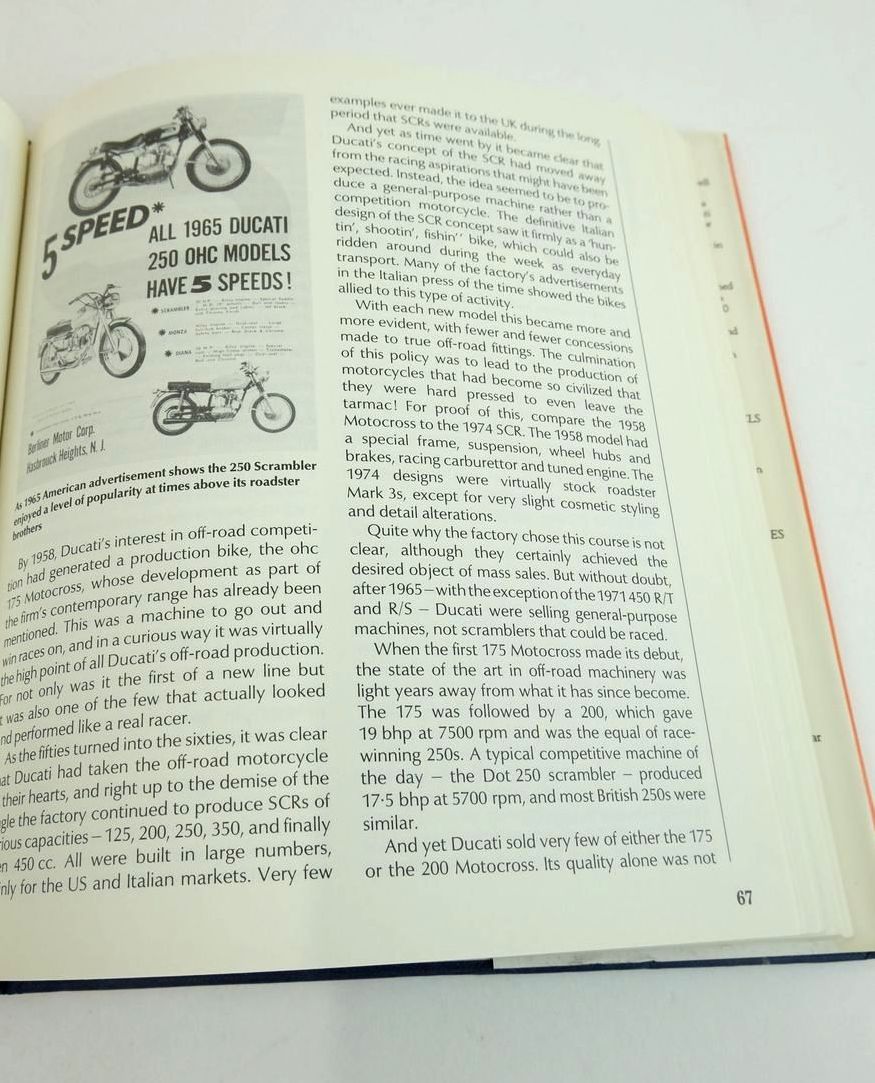 5 SPEED*
ALL 1965 DUCATI
250 OHC MODELS
HAVE 5 SPEEDS!
* SCRAMBLER
* MONZA
* DIANA
Berliner Motor Corp.
Hasbrouck Heights, N. J.
As 1965 American advertisement shows the 250 Scrambler
enjoyed a level of popularity at times above its roadster
brothers
By 1958, Ducati's interest in off-road competi-
tion had generated a production bike, the ohc
175 Motocross, whose development as part of
the firm's contemporary range has already been
mentioned. This was a machine to go out and
win races on, and in a curious way it was virtually
the high point of all Ducati's off-road production.
For not only was it the first of a new line but
t was also one of the few that actually looked
nd performed like a real racer.
As the fifties turned into the sixties, it was clear
at Ducati had taken the off-road motorcycle
their hearts, and right up to the demise of the
gle the factory continued to produce SCRs of
ious capacities – 125, 200, 250, 350, and finally
n 450 cc. All were built in large numbers,
nly for the US and Italian markets. Very few
examples ever made it to the UK during the long
period that SCRs were available.
And yet as time went by it became clear that
Ducati's concept of the SCR had moved away
from the racing aspirations that might have been
expected. Instead, the idea seemed to be to pro-
duce a general-purpose machine rather than a
competition motorcycle. The definitive Italian
design of the SCR concept saw it firmly as a 'hun-
tin', shootin', fishin'' bike, which could also be
ridden around during the week as everyday
transport. Many of the factory's advertisements
in the Italian press of the time showed the bikes
allied to this type of activity.
With each new model this became more and
more evident, with fewer and fewer concessions
made to true off-road fittings. The culmination
of this policy was to lead to the production of
motorcycles that had become so civilized that
they were hard pressed to even leave the
tarmac! For proof of this, compare the 1958
Motocross to the 1974 SCR. The 1958 model had
a special frame, suspension, wheel hubs and
brakes, racing carburettor and tuned engine. The
1974 designs were virtually stock roadster
Mark 3s, except for very slight cosmetic styling
and detail alterations.
Quite why the factory chose this course is not
clear, although they certainly achieved the
desired object of mass sales. But without doubt,
after 1965 – with the exception of the 1971 450 R/T
and R/S – Ducati were selling general-purpose
machines, not scramblers that could be raced.
When the first 175 Motocross made its debut,
the state of the art in off-road machinery was
light years away from what it has since become.
The 175 was followed by a 200, which gave
19 bhp at 7500 rpm and was the equal of race-
winning 250s. A typical competitive machine of
the day – the Dot 250 scrambler – produced
17·5 bhp at 5700 rpm, and most British 250s were
similar.
And yet Ducati sold very few of either the 175
or the 200 Motocross. Its quality alone was not
67
LS
ES